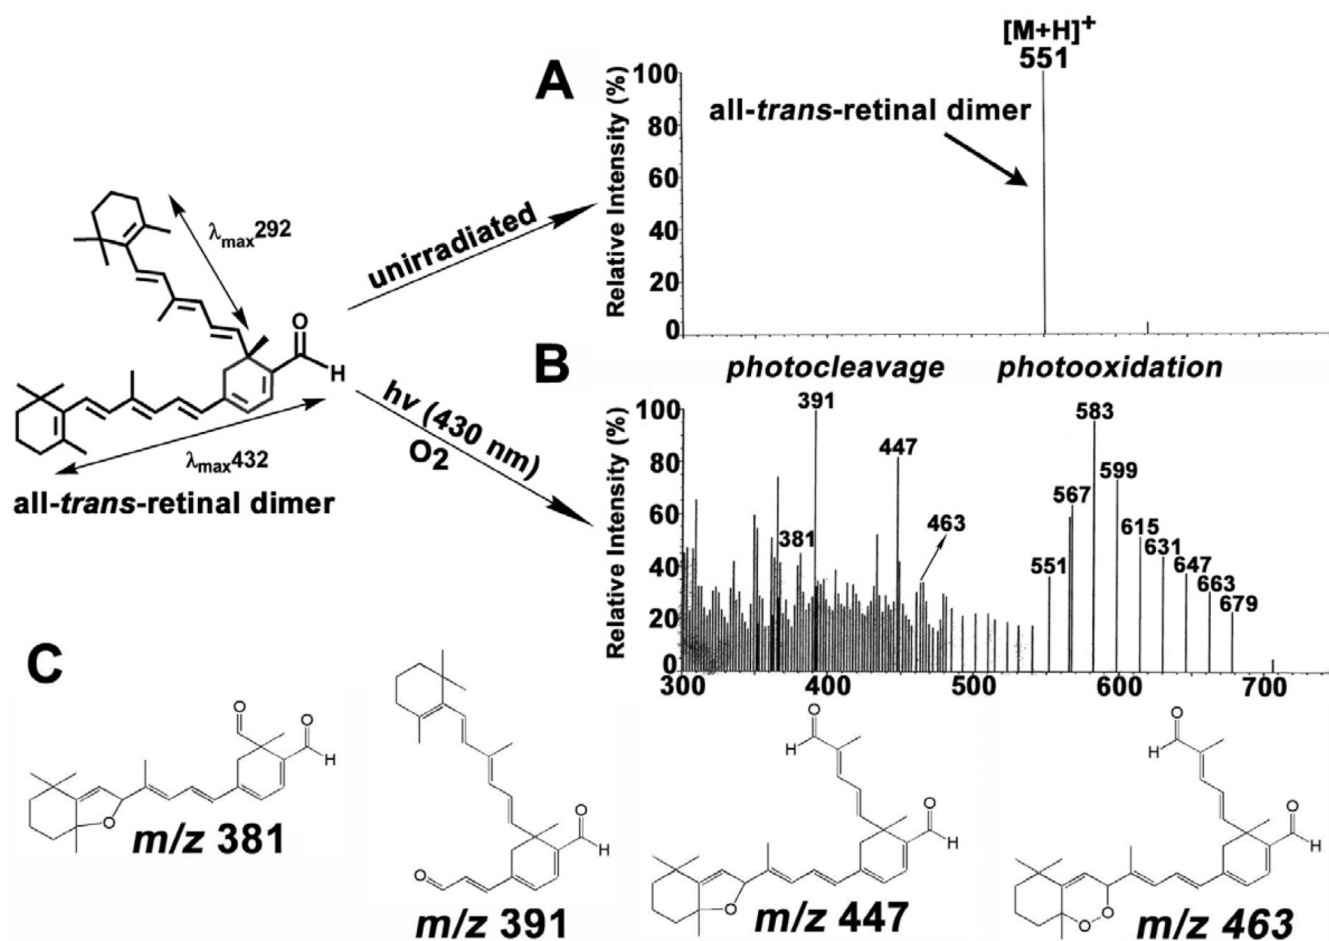 A
[M+H]+
551
all-trans-retinal dimer
Relative Intensity (%)
100
80
60
40
20
0
λmax292
unirradiated
O
H
λmax432
all-trans-retinal dimer
hv (430 nm)
O2
B
photocleavage
photooxidation
Relative Intensity (%)
100
80
60
40
20
0
381
391
447
463
551
567
583
599
615
631
647
663
679
300
400
500
600
700
C
O
O
H
O
m/z 381
O
O
H
m/z 391
O
H
O
H
O
m/z 447
O
H
O
H
O
O
m/z 463